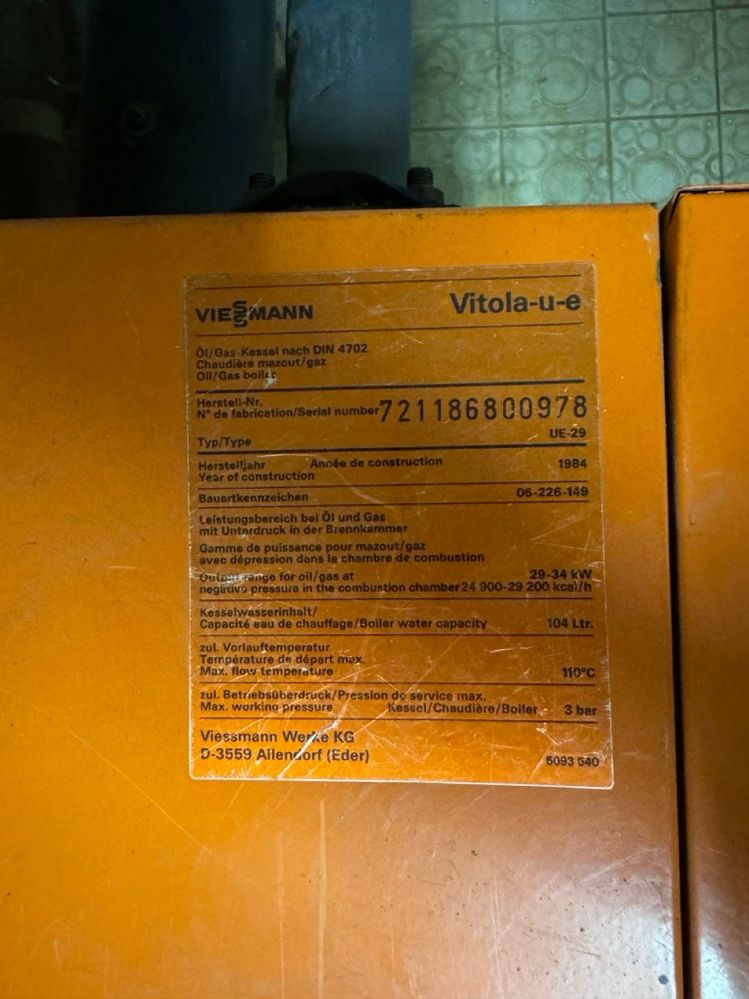 VIESSMANN Vitola-u-e
Öl/Gas-Kessel nach DIN 4702
Chaudière mazout/gaz
Oil/Gas boiler
Herstell-Nr.
N° de fabrication/Serial number 721186800978
Typ/Type UE-29
Herstelljahr Année de construction 1984
Year of construction
Bauartkennzeichen 06-226-149
Leistungsbereich bei Öl und Gas
mit Unterdruck in der Brennkammer
Gamme de puissance pour mazout/gaz
avec dépression dans la chambre de combustion
Output range for oil/gas at 29-34 kW
negative pressure in the combustion chamber 24 900-29 200 kcal/h
Kesselwasserinhalt/
Capacité eau de chauffage/Boiler water capacity 104 Ltr.
zul. Vorlauftemperatur
Température de départ max.
Max. flow temperature 110°C
zul. Betriebsüberdruck/Pression de service max.
Max. working pressure Kessel/Chaudière/Boiler 3 bar
Viessmann Werke KG
D-3559 Allendorf (Eder) 5093 540